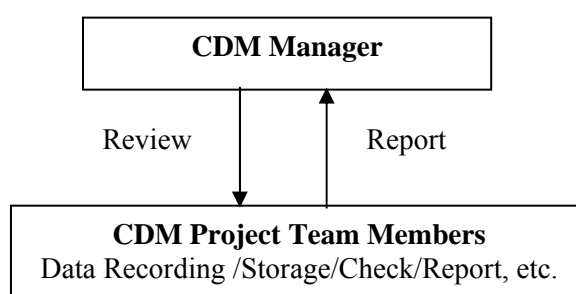 CDM Manager
Review Report
CDM Project Team Members
Data Recording /Storage/Check/Report, etc.